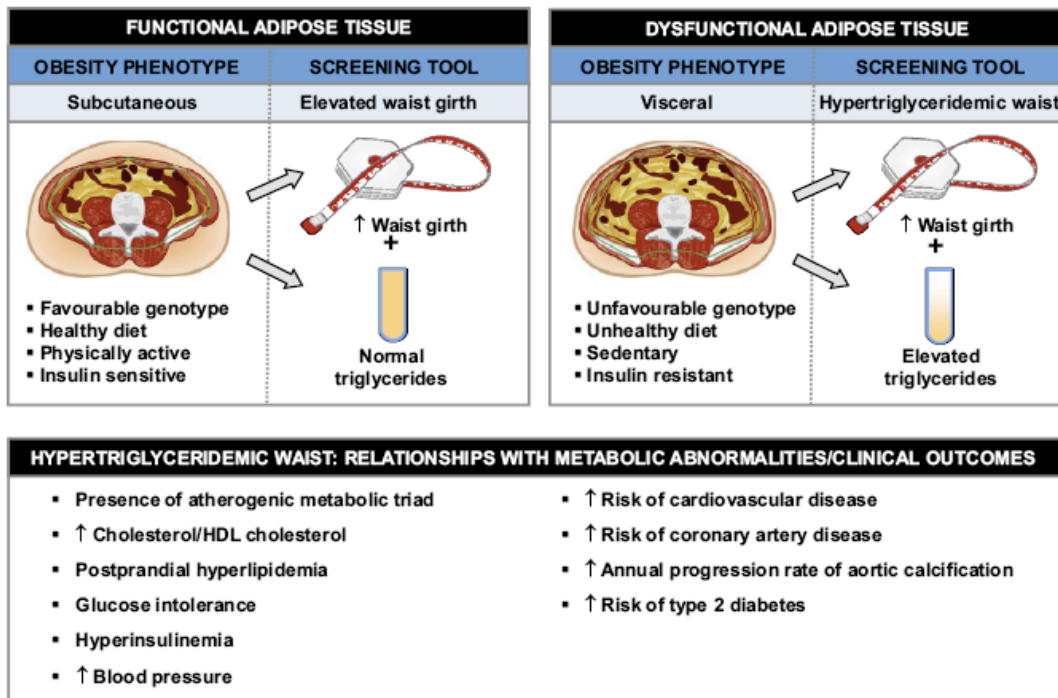 FUNCTIONAL ADIPOSE TISSUE
OBESITY PHENOTYPE
SCREENING TOOL
Subcutaneous
Elevated waist girth
↑ Waist girth
+
▪ Favourable genotype
▪ Healthy diet
▪ Physically active
▪ Insulin sensitive
Normal
triglycerides
DYSFUNCTIONAL ADIPOSE TISSUE
OBESITY PHENOTYPE
SCREENING TOOL
Visceral
Hypertriglyceridemic waist
↑ Waist girth
+
▪ Unfavourable genotype
▪ Unhealthy diet
▪ Sedentary
▪ Insulin resistant
Elevated
triglycerides
HYPERTRIGLYCERIDEMIC WAIST: RELATIONSHIPS WITH METABOLIC ABNORMALITIES/CLINICAL OUTCOMES
▪ Presence of atherogenic metabolic triad
▪ ↑ Cholesterol/HDL cholesterol
▪ Postprandial hyperlipidemia
▪ Glucose intolerance
▪ Hyperinsulinemia
▪ ↑ Blood pressure
▪ ↑ Risk of cardiovascular disease
▪ ↑ Risk of coronary artery disease
▪ ↑ Annual progression rate of aortic calcification
▪ ↑ Risk of type 2 diabetes